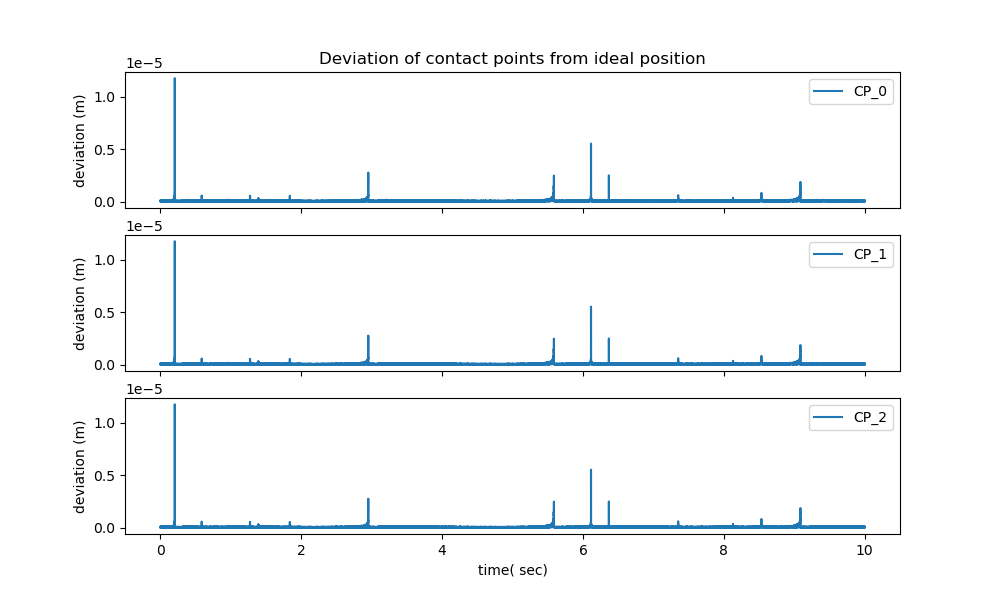 Deviation of contact points from ideal position
1e−5
deviation (m)
1.0
0.5
0.0
CP_0
1e−5
deviation (m)
1.0
0.5
0.0
CP_1
1e−5
deviation (m)
1.0
0.5
0.0
CP_2
0 2 4 6 8 10
time( sec)